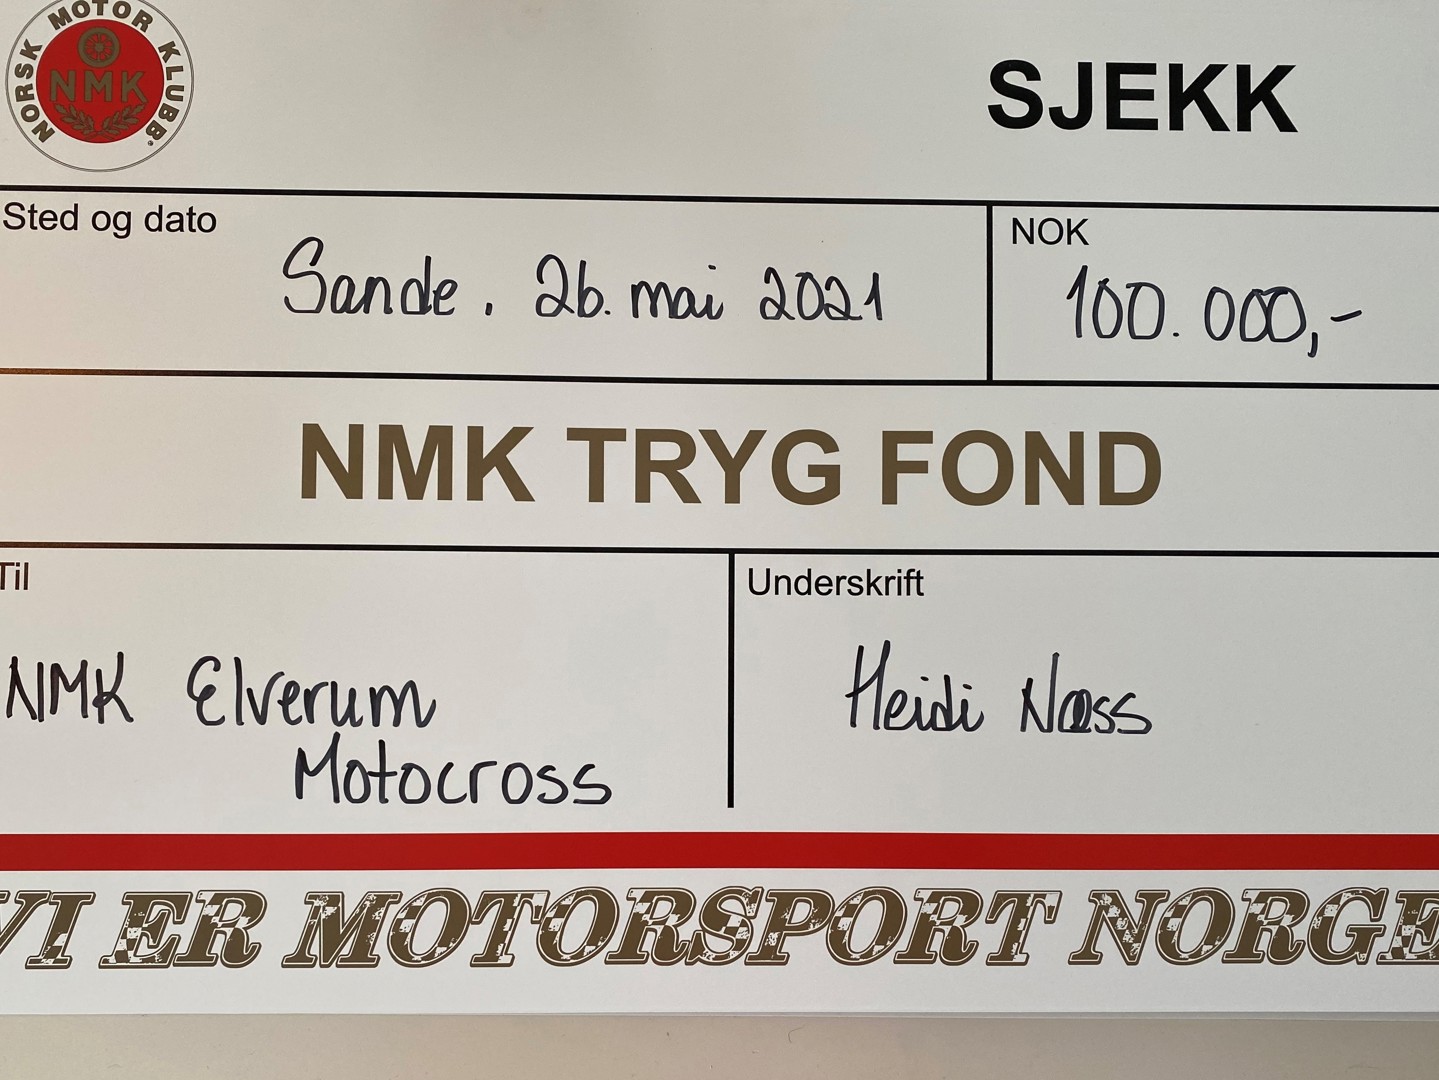 NORSK MOTOR KLUBB
NMK
SJEKK
Sted og dato
Sande, 26. mai 2021
NOK
100.000,-
NMK TRYG FOND
Til
NMK Elverum
Motocross
Underskrift
Heidi Næss
VI ER MOTORSPORT NORGE